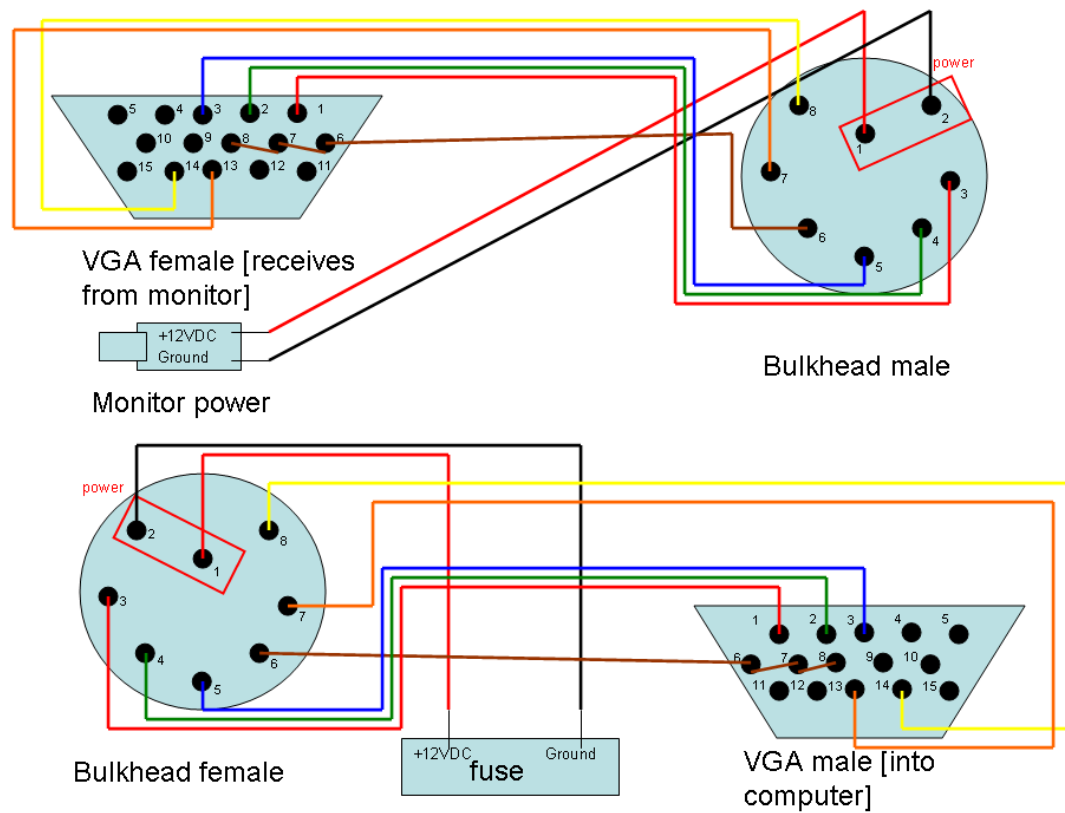 power
5 4 3 2 1
10 9 8 7 6
15 14 13 12 11
8 2
1
7 3
6 4
5
VGA female [receives
from monitor]
+12VDC
Ground
Monitor power
Bulkhead male
power
2 8
1
3 7
4 6
5
1 2 3 4 5
6 7 8 9 10
11 12 13 14 15
+12VDC Ground
fuse
Bulkhead female
VGA male [into
computer]